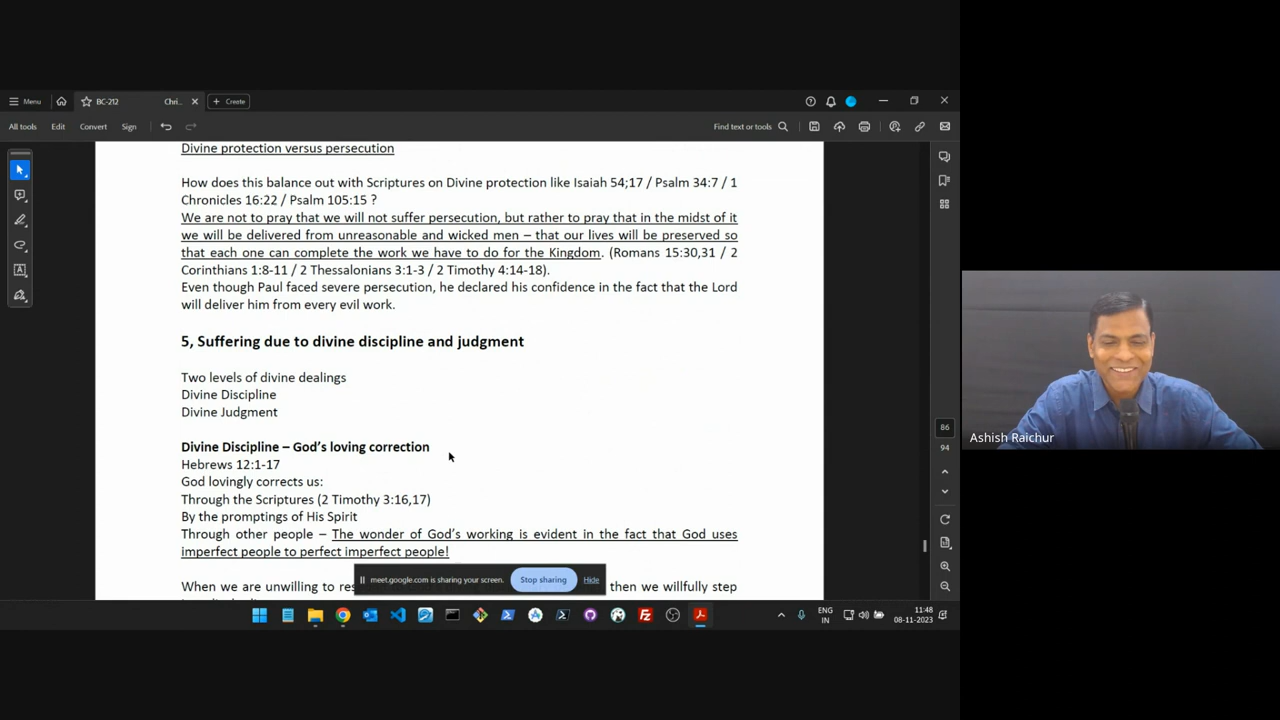 Menu
BC-212
Chri...
Create
All tools
Edit
Convert
Sign
Find text or tools
Divine protection versus persecution
How does this balance out with Scriptures on Divine protection like Isaiah 54;17 / Psalm 34:7 / 1
Chronicles 16:22 / Psalm 105:15 ?
We are not to pray that we will not suffer persecution, but rather to pray that in the midst of it
we will be delivered from unreasonable and wicked men – that our lives will be preserved so
that each one can complete the work we have to do for the Kingdom. (Romans 15:30,31 / 2
Corinthians 1:8-11 / 2 Thessalonians 3:1-3 / 2 Timothy 4:14-18).
Even though Paul faced severe persecution, he declared his confidence in the fact that the Lord
will deliver him from every evil work.
5, Suffering due to divine discipline and judgment
Two levels of divine dealings
Divine Discipline
Divine Judgment
Divine Discipline – God's loving correction
Hebrews 12:1-17
God lovingly corrects us:
Through the Scriptures (2 Timothy 3:16,17)
By the promptings of His Spirit
Through other people – The wonder of God's working is evident in the fact that God uses
imperfect people to perfect imperfect people!
When we are unwilling to
then we willfully step
meet.google.com is sharing your screen.
Stop sharing
Hide
86
94
Ashish Raichur
ENG
IN
11:48
08-11-2023